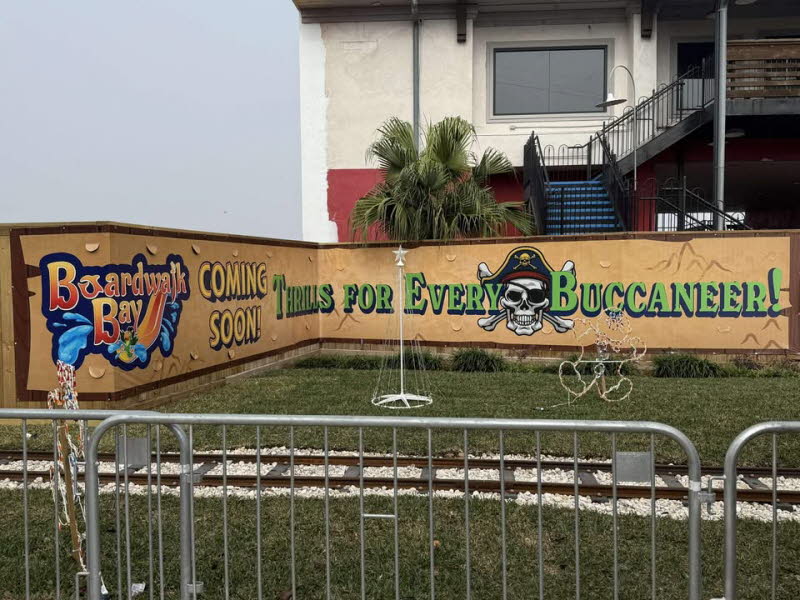 Boardwalk
Bay
COMING
SOON!
THRILLS FOR EVERY BUCCANEER!